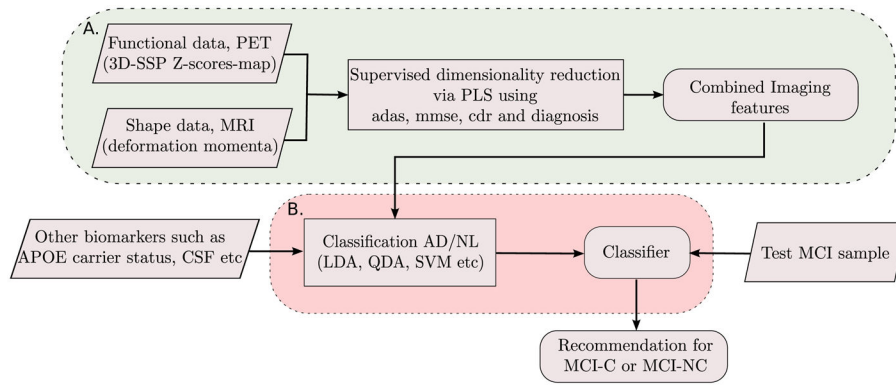 A.
Functional data, PET
(3D-SSP Z-scores-map)
Shape data, MRI
(deformation momenta)
Supervised dimensionality reduction
via PLS using
adas, mmse, cdr and diagnosis
Combined Imaging
features
B.
Other biomarkers such as
APOE carrier status, CSF etc
Classification AD/NL
(LDA, QDA, SVM etc)
Classifier
Test MCI sample
Recommendation for
MCI-C or MCI-NC